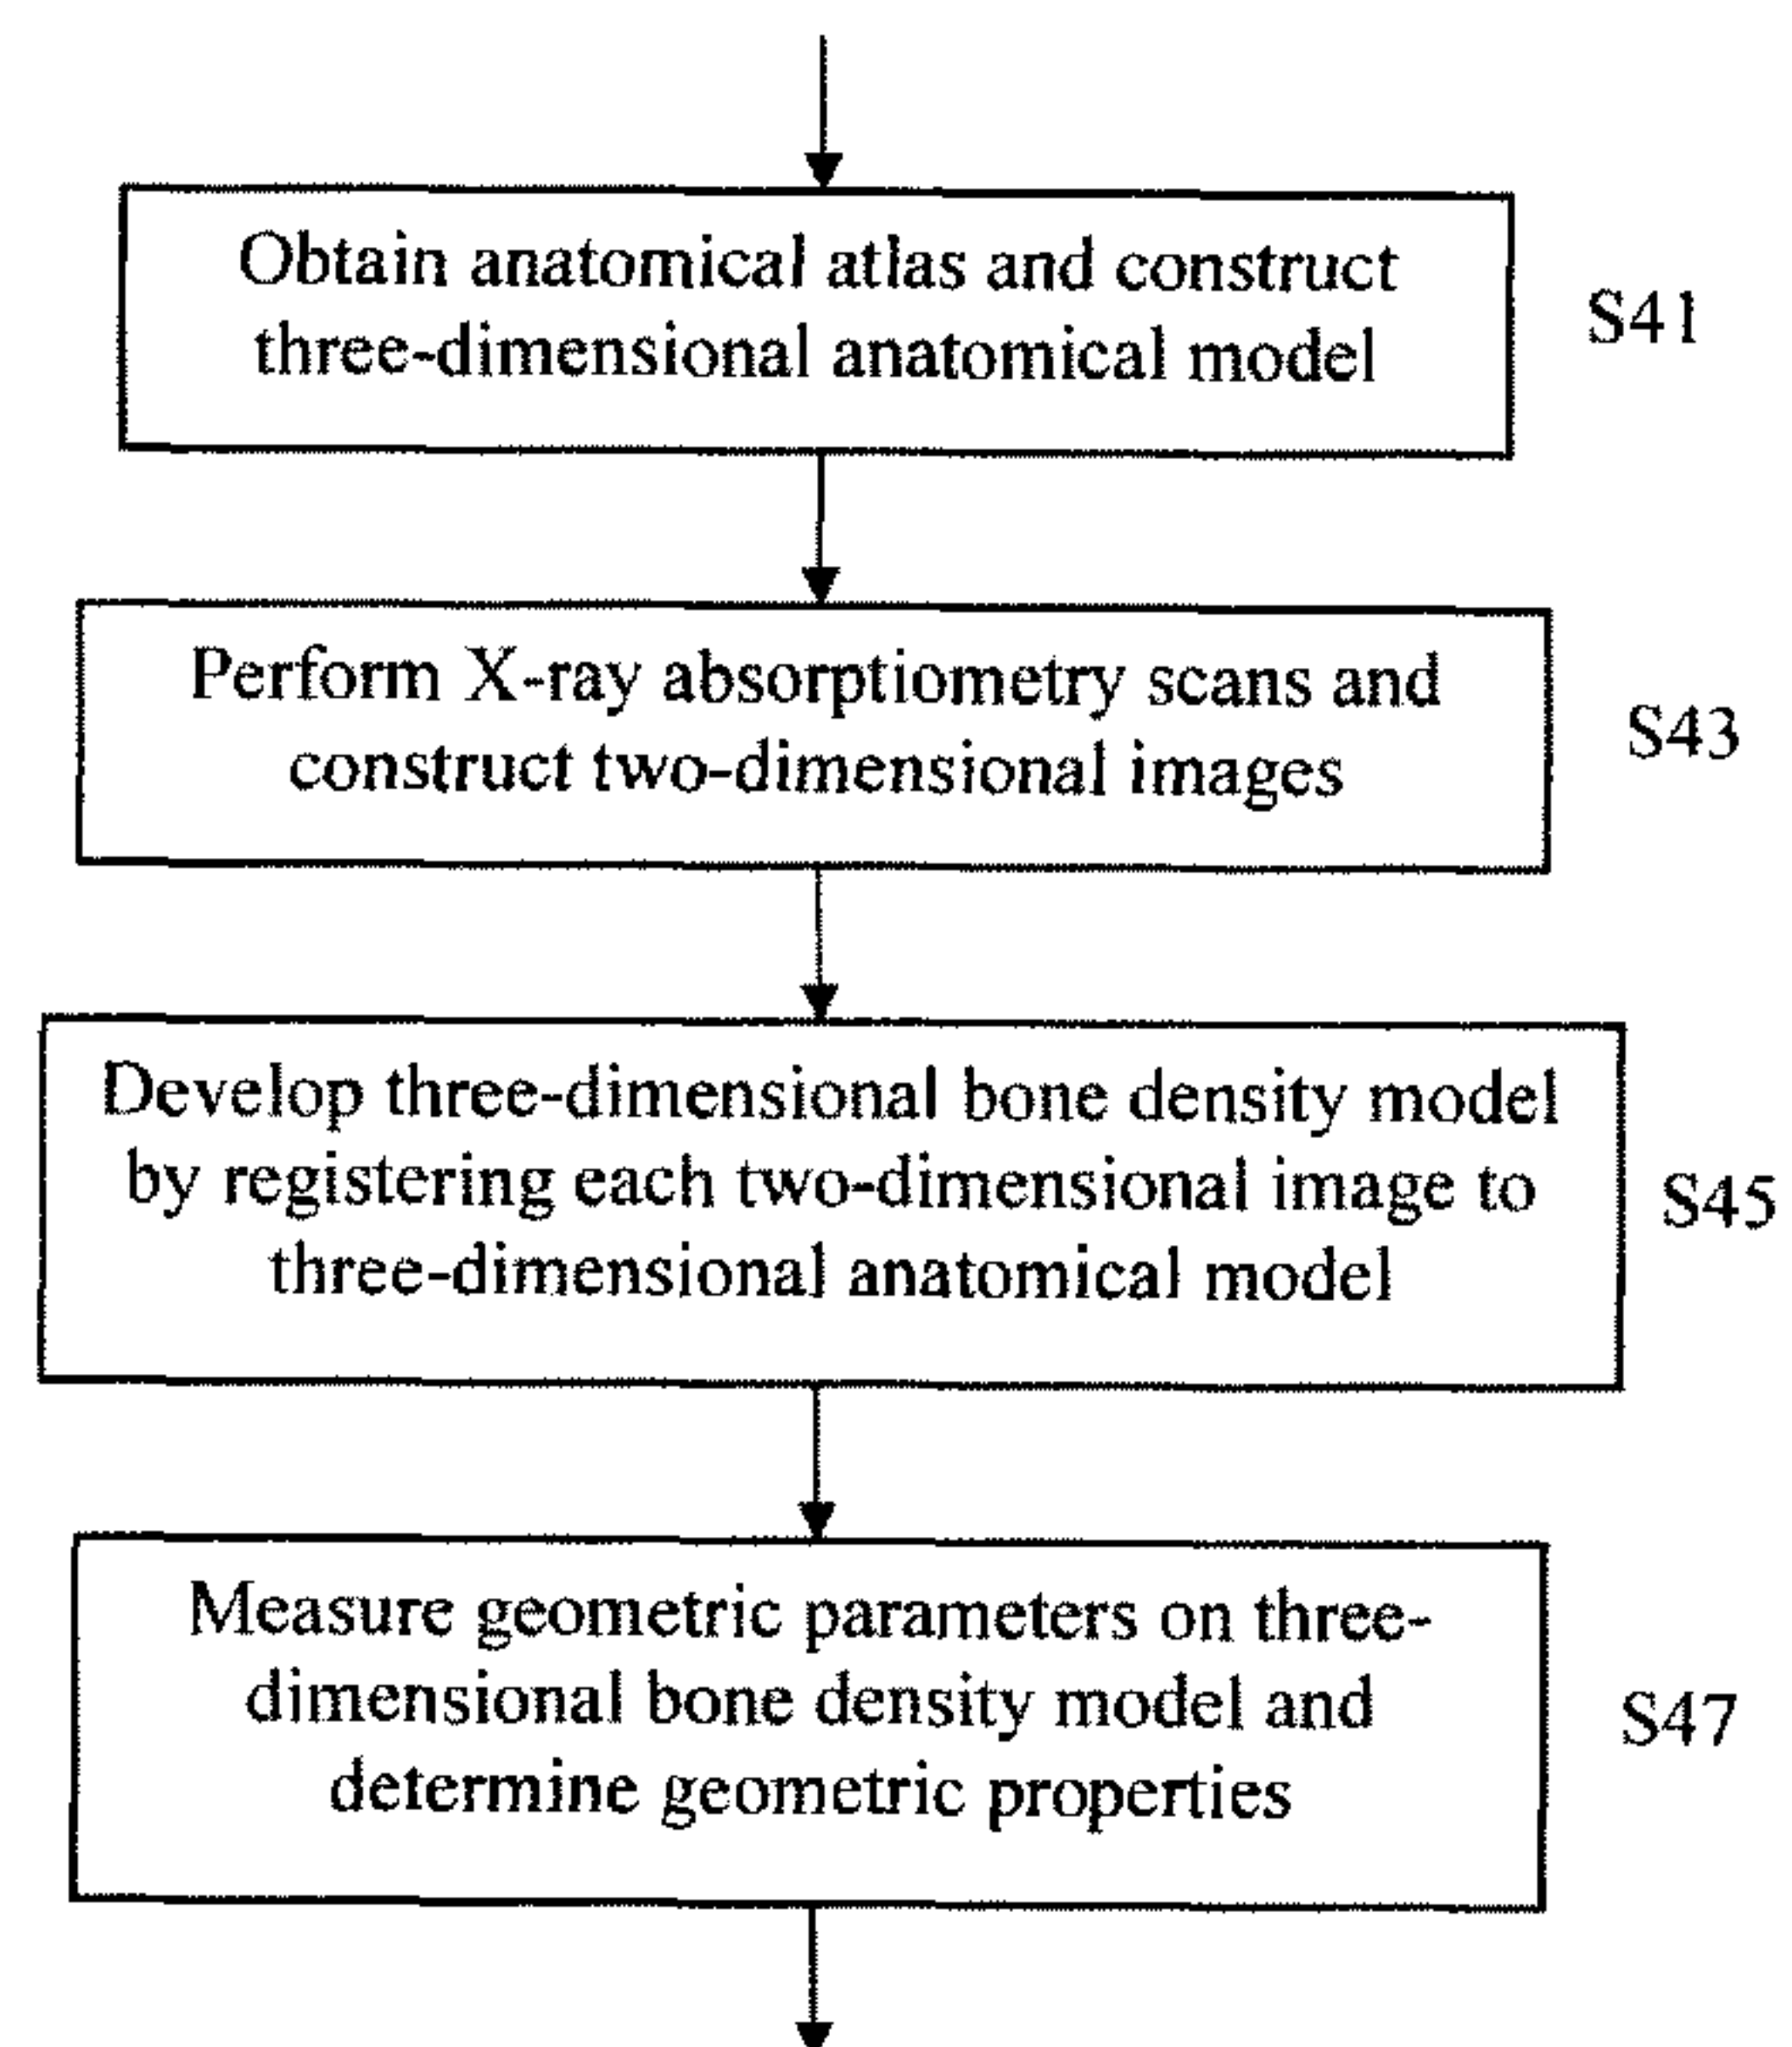 Obtain anatomical atlas and construct
three-dimensional anatomical model
S41
Perform X-ray absorptiometry scans and
construct two-dimensional images
S43
Develop three-dimensional bone density model
by registering each two-dimensional image to
three-dimensional anatomical model
S45
Measure geometric parameters on three-
dimensional bone density model and
determine geometric properties
S47